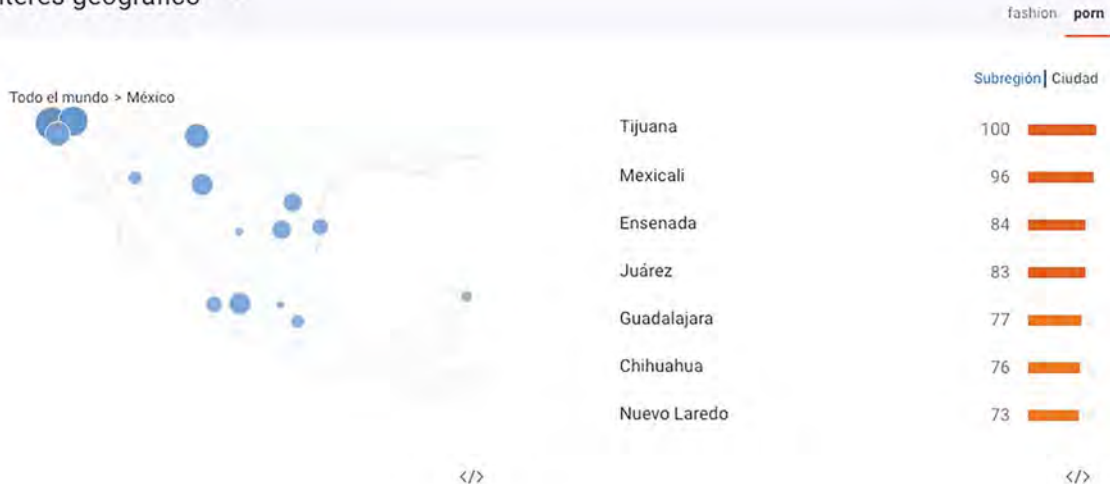 fashion porn
Subregión Ciudad
Todo el mundo > México
Tijuana 100
Mexicali 96
Ensenada 84
Juárez 83
Guadalajara 77
Chihuahua 76
Nuevo Laredo 73
</> </>